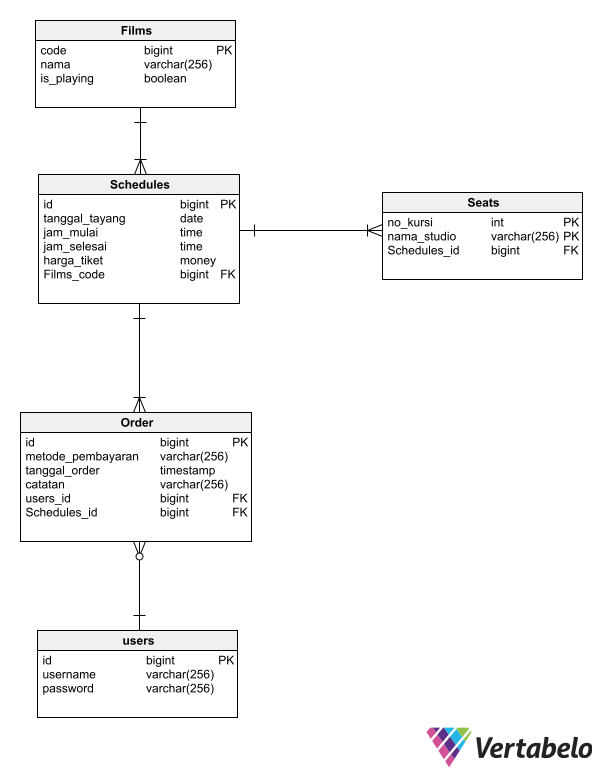 Films
code bigint PK
nama varchar(256)
is_playing boolean
Schedules
id bigint PK
tanggal_tayang date
jam_mulai time
jam_selesai time
harga_tiket money
Films_code bigint FK
Seats
no_kursi int PK
nama_studio varchar(256) PK
Schedules_id bigint FK
Order
id bigint PK
metode_pembayaran varchar(256)
tanggal_order timestamp
catatan varchar(256)
users_id bigint FK
Schedules_id bigint FK
users
id bigint PK
username varchar(256)
password varchar(256)
Vertabelo